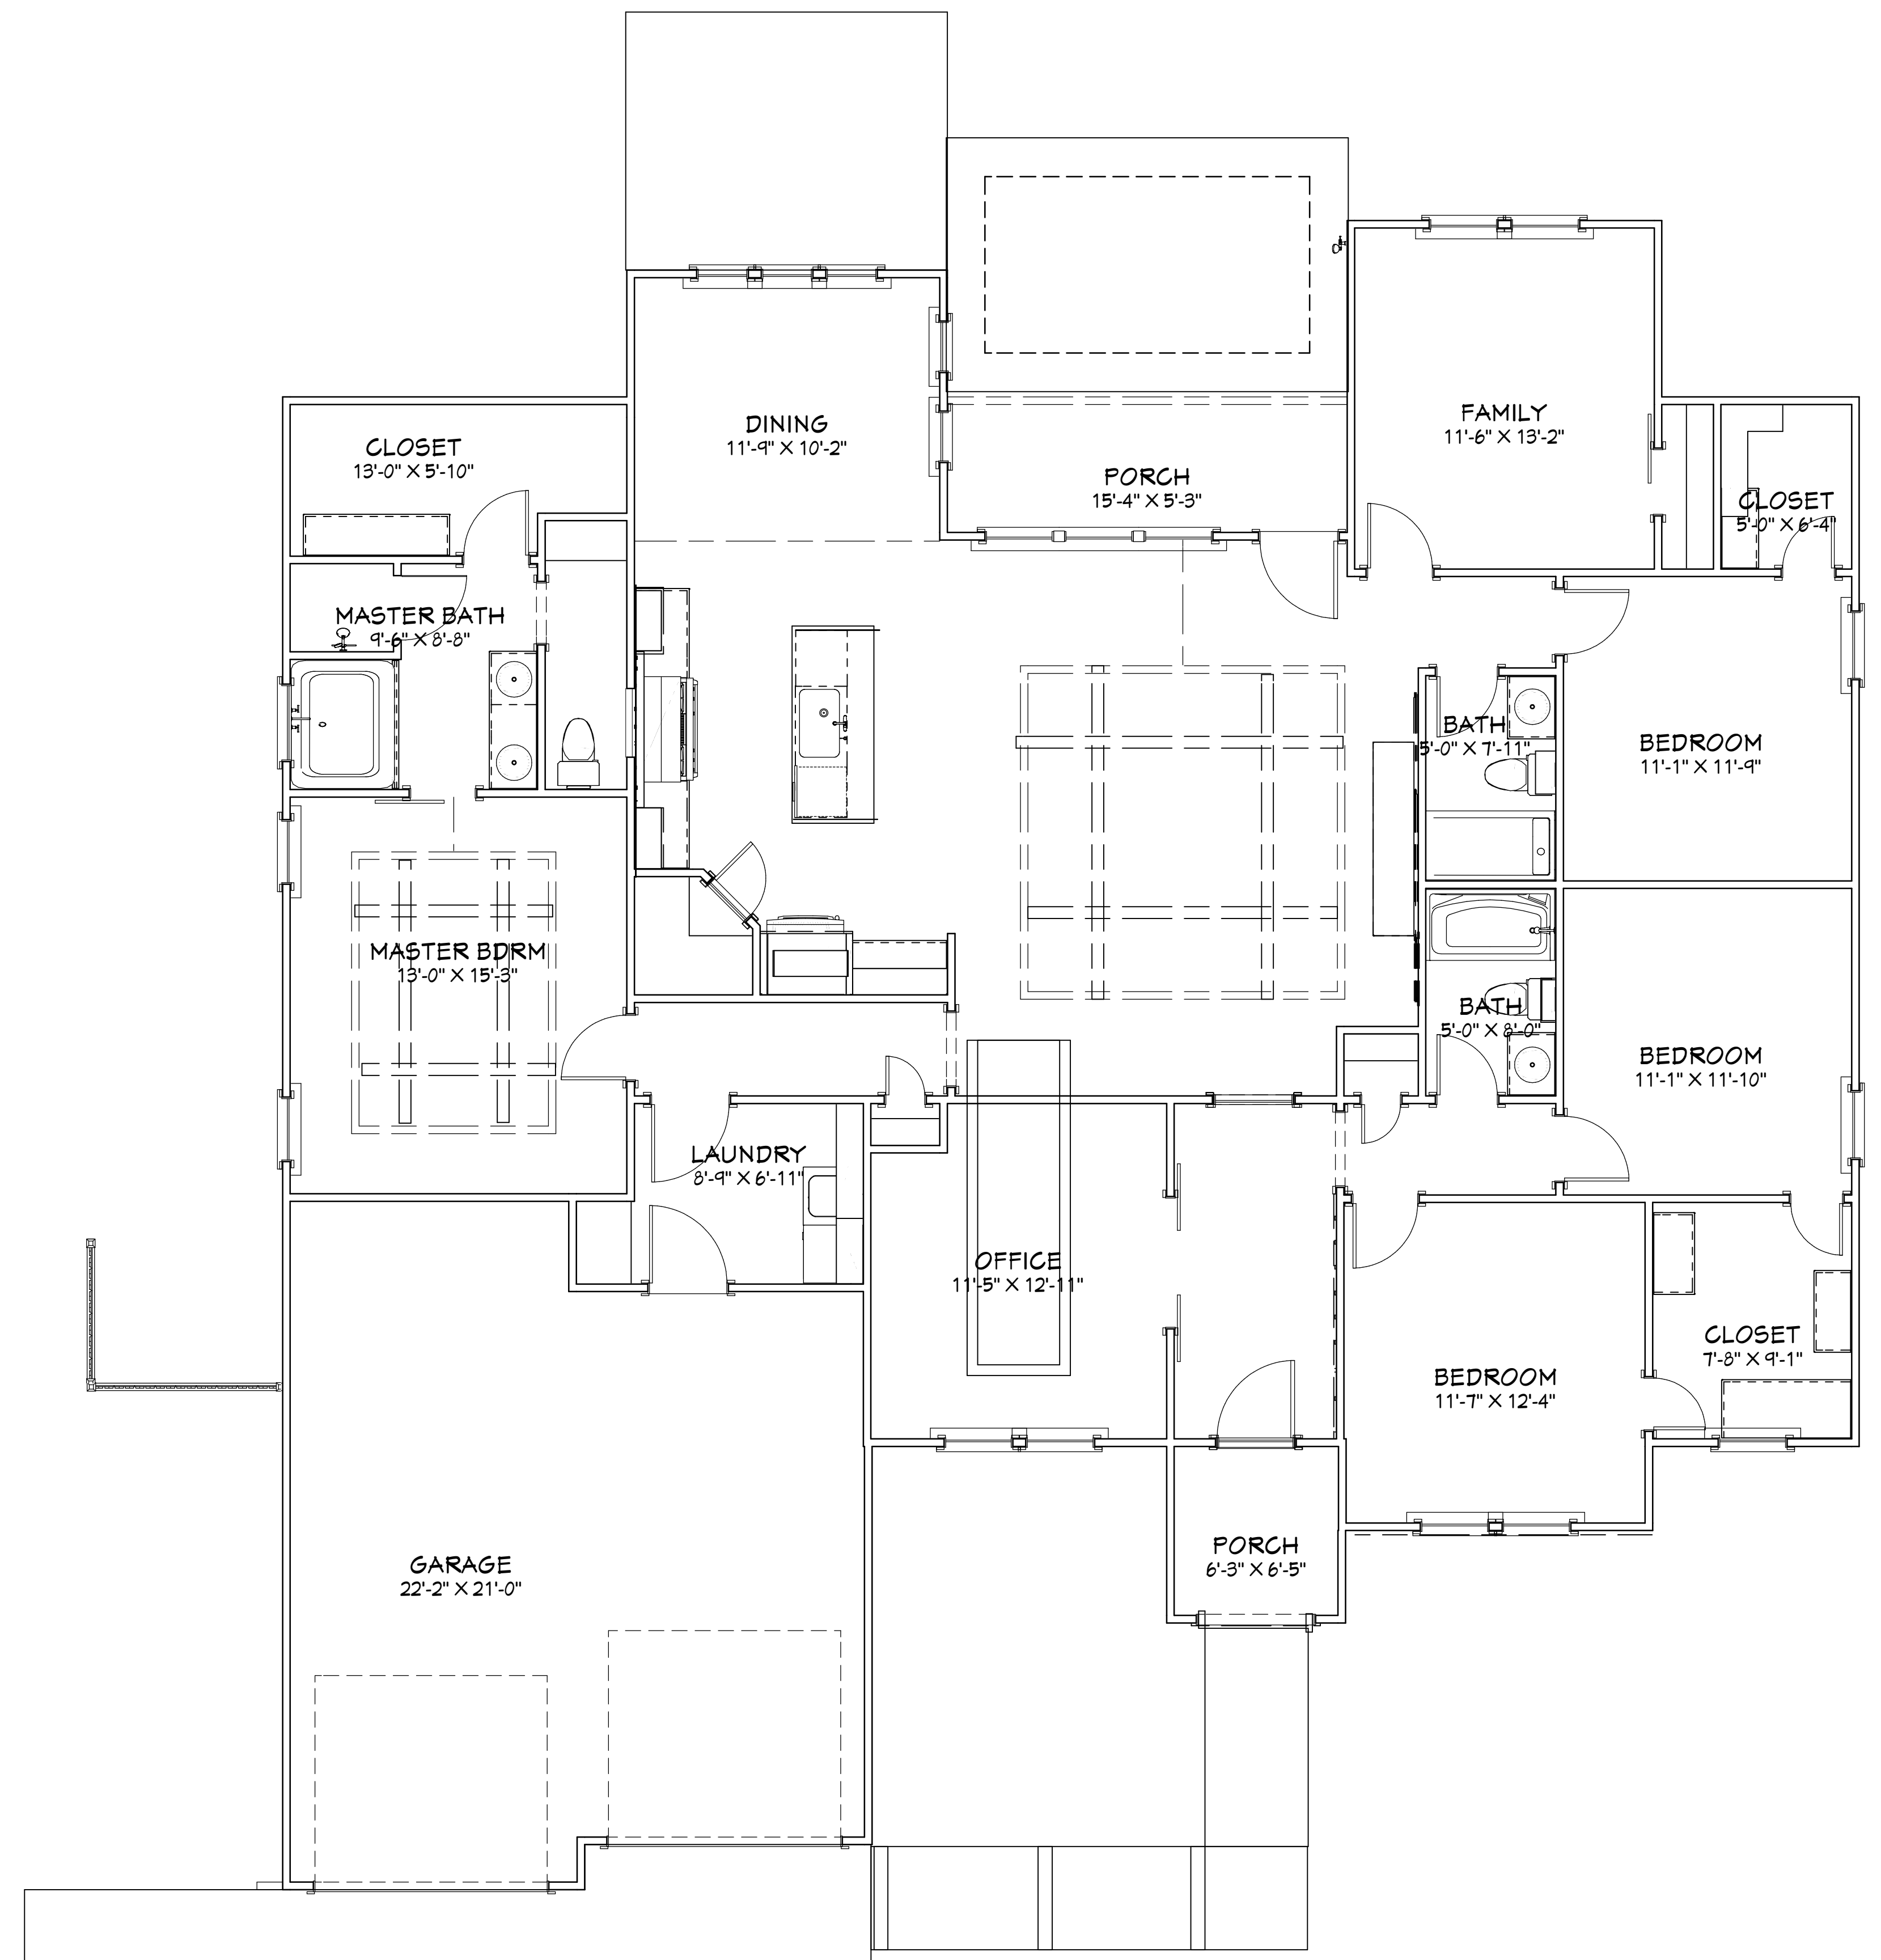 FAMILY
11'-6" X 13'-2"
DINING
11'-9" X 10'-2"
CLOSET
13'-0" X 5'-10"
PORCH
15'-4" X 5'-3"
CLOSET
5'-0" X 6'-4"
MASTER BATH
9'-6" X 8'-8"
BATH
5'-0" X 7'-11"
BEDROOM
11'-1" X 11'-9"
MASTER BDRM
13'-0" X 15'-3"
BATH
5'-0" X 8'-0"
BEDROOM
11'-1" X 11'-10"
LAUNDRY
8'-9" X 6'-11"
OFFICE
11'-5" X 12'-11"
CLOSET
7'-8" X 9'-1"
BEDROOM
11'-7" X 12'-4"
PORCH
6'-3" X 6'-5"
GARAGE
22'-2" X 21'-0"